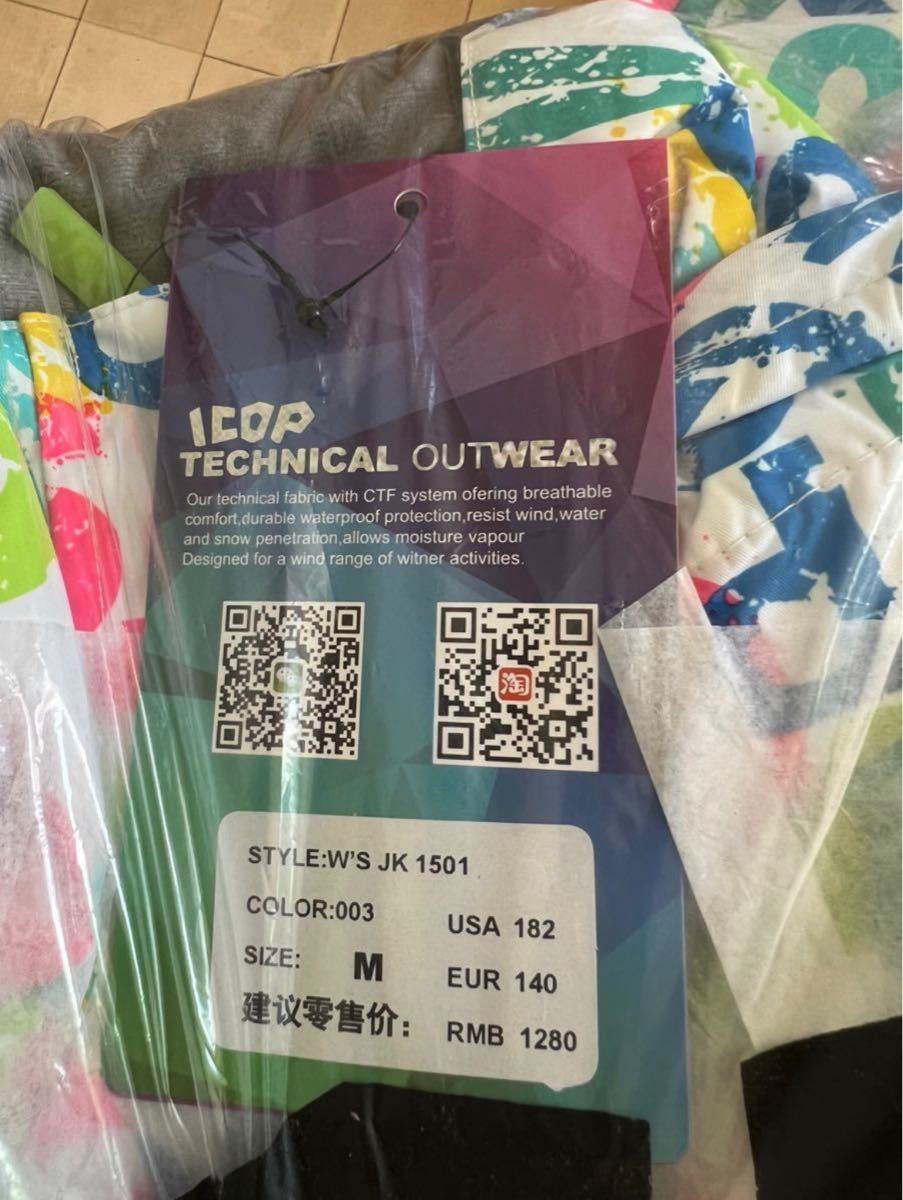 ICOP
TECHNICAL OUTWEAR
Our technical fabric with CTF system ofering breathable
comfort,durable waterproof protection,resist wind,water
and snow penetration,allows moisture vapour
Designed for a wind range of witner activities.
淘
STYLE:W'S JK 1501
COLOR:003
USA 182
SIZE: M
EUR 140
建议零售价:
RMB 1280